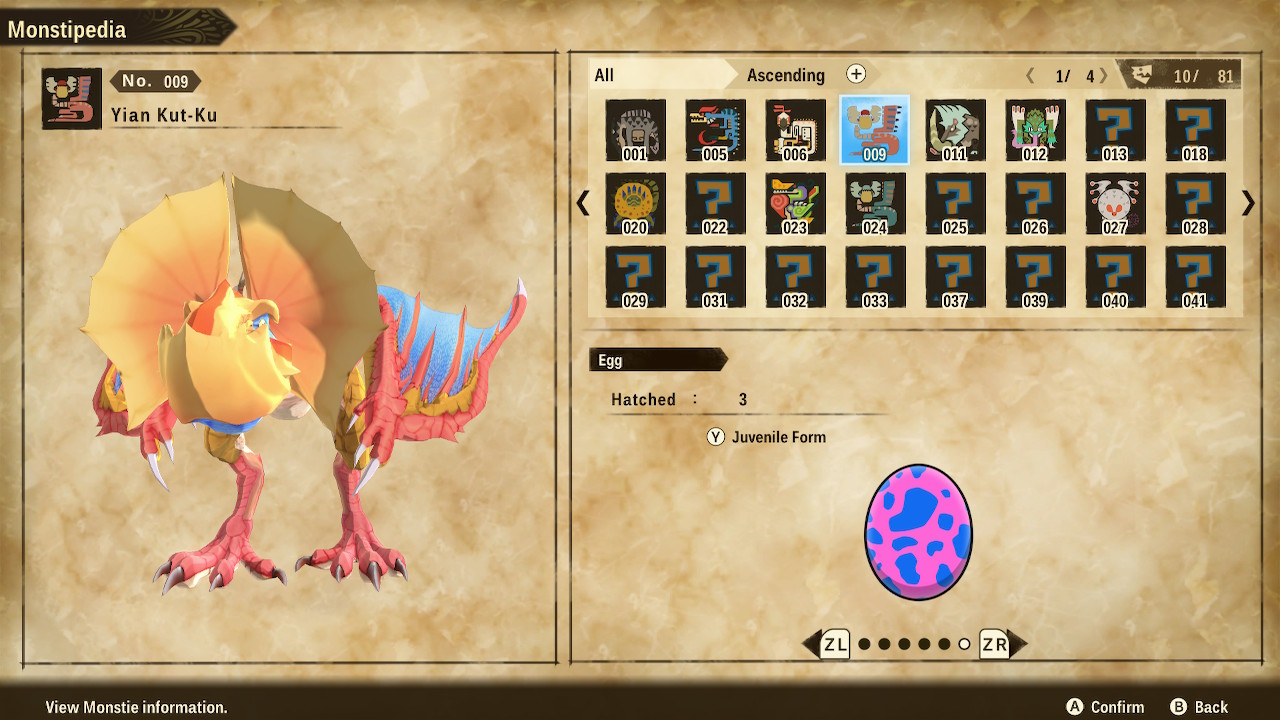 Monstipedia
No. 009
Yian Kut-Ku
All
Ascending
1/ 4
10/ 81
001 005 006 009 011 012 013 018
020 022 023 024 025 026 027 028
029 031 032 033 037 039 040 041
Egg
Hatched : 3
Y Juvenile Form
ZL ZR
View Monstie information.
A Confirm B Back